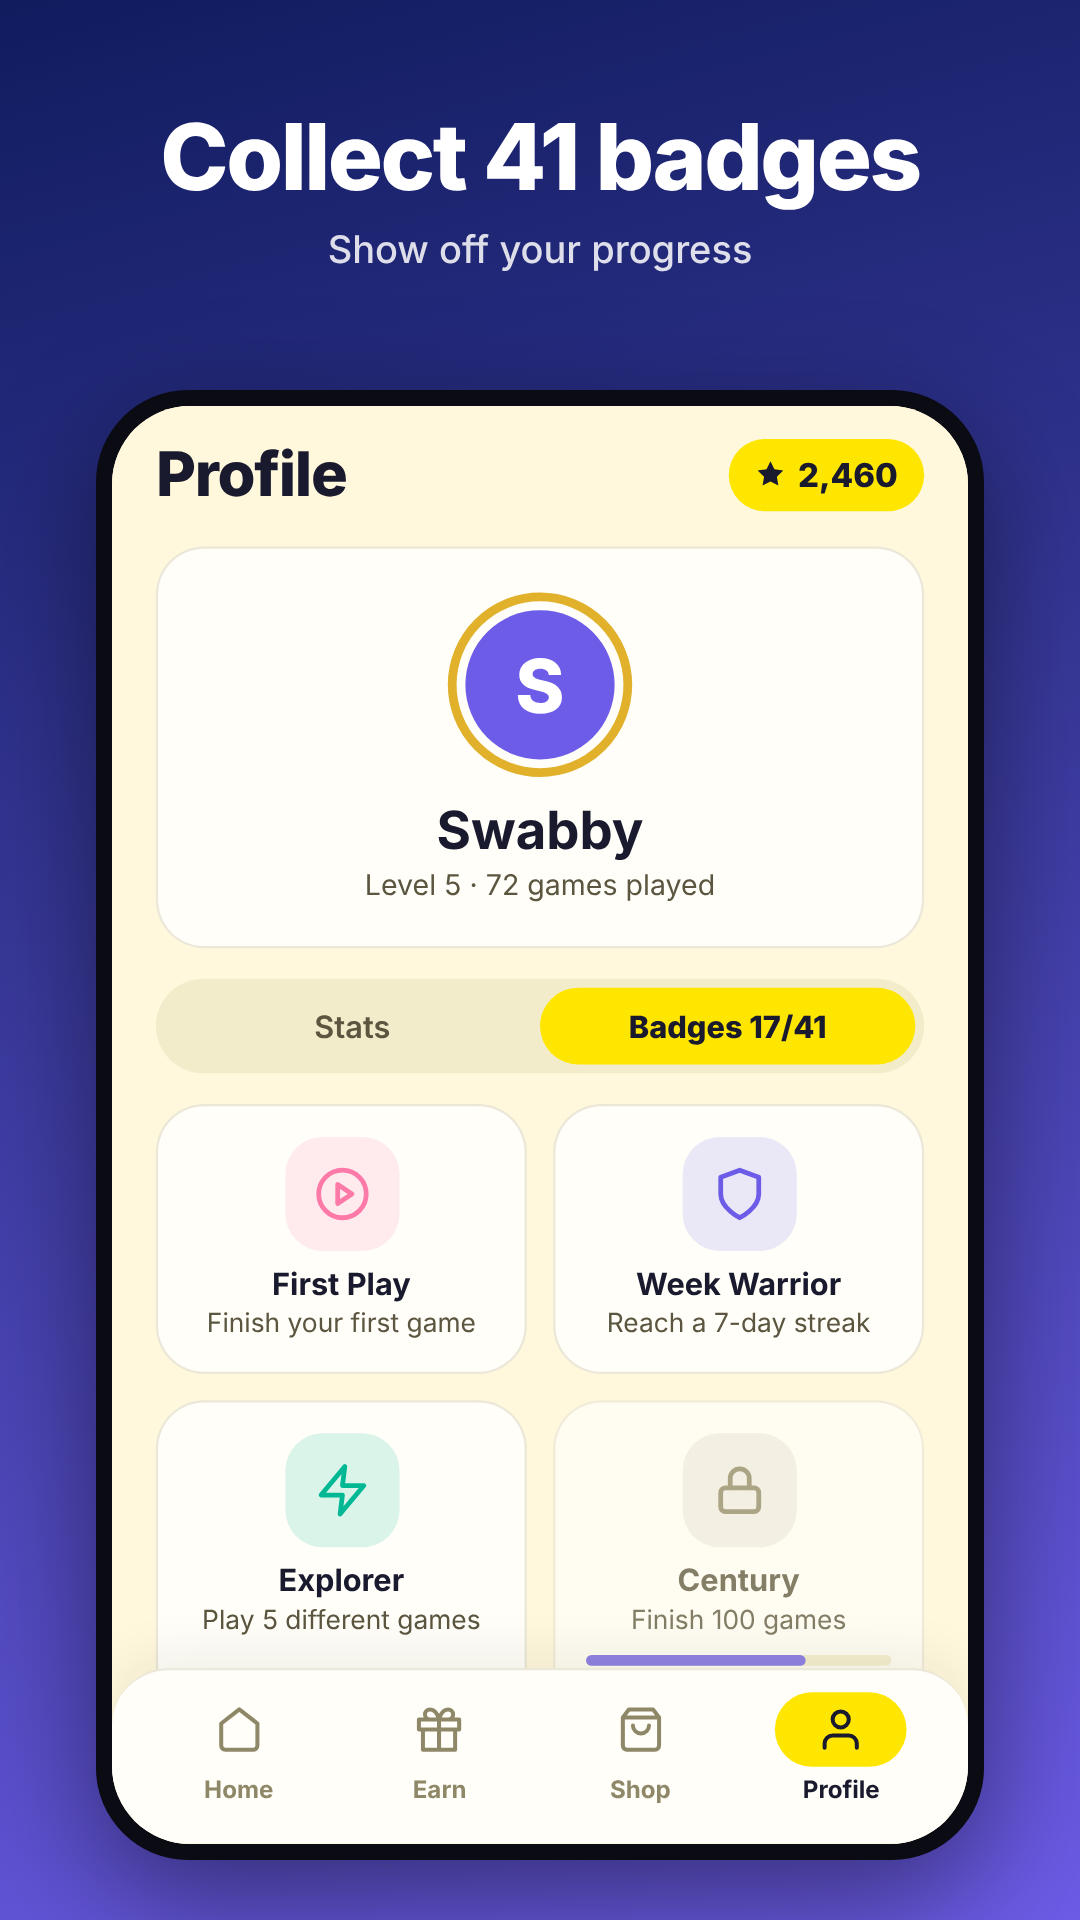 Collect 41 badges
Show off your progress
Profile
2,460
S
Swabby
Level 5 · 72 games played
Stats
Badges 17/41
First Play
Finish your first game
Week Warrior
Reach a 7-day streak
Explorer
Play 5 different games
Century
Finish 100 games
Home
Earn
Shop
Profile